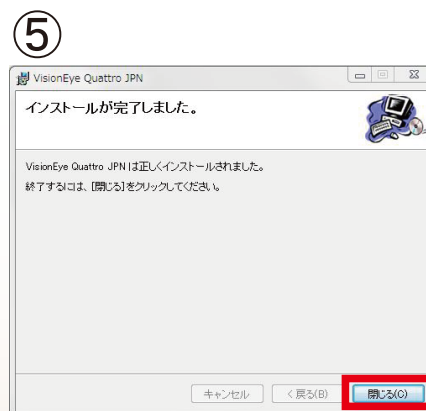 ⑤
VisionEye Quattro JPN
インストールが完了しました。
VisionEye Quattro JPN は正しくインストールされました。
終了するには、[閉じる]をクリックしてください。
キャンセル
< 戻る(B)
閉じる(C)